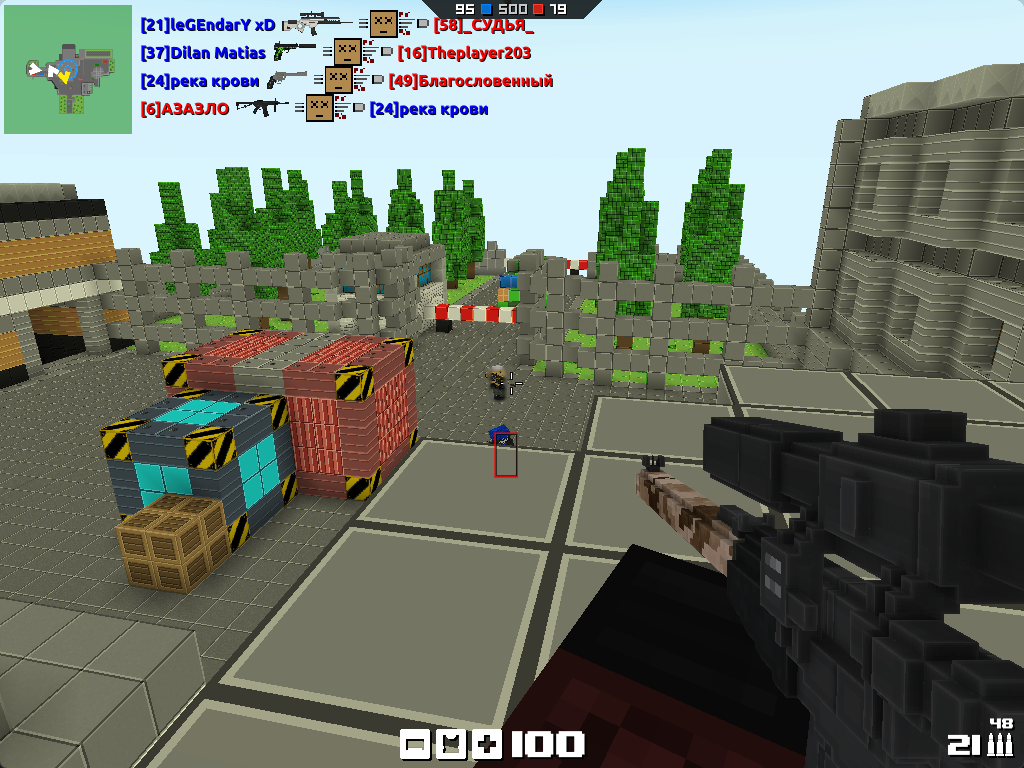 95 500 79
[21]leGEndarY xD [58]_СУДЬЯ_
[37]Dilan Matias [16]Theplayer203
[24]река крови [49]Благословенный
[6]АЗАЗЛО [24]река крови
100
48
21